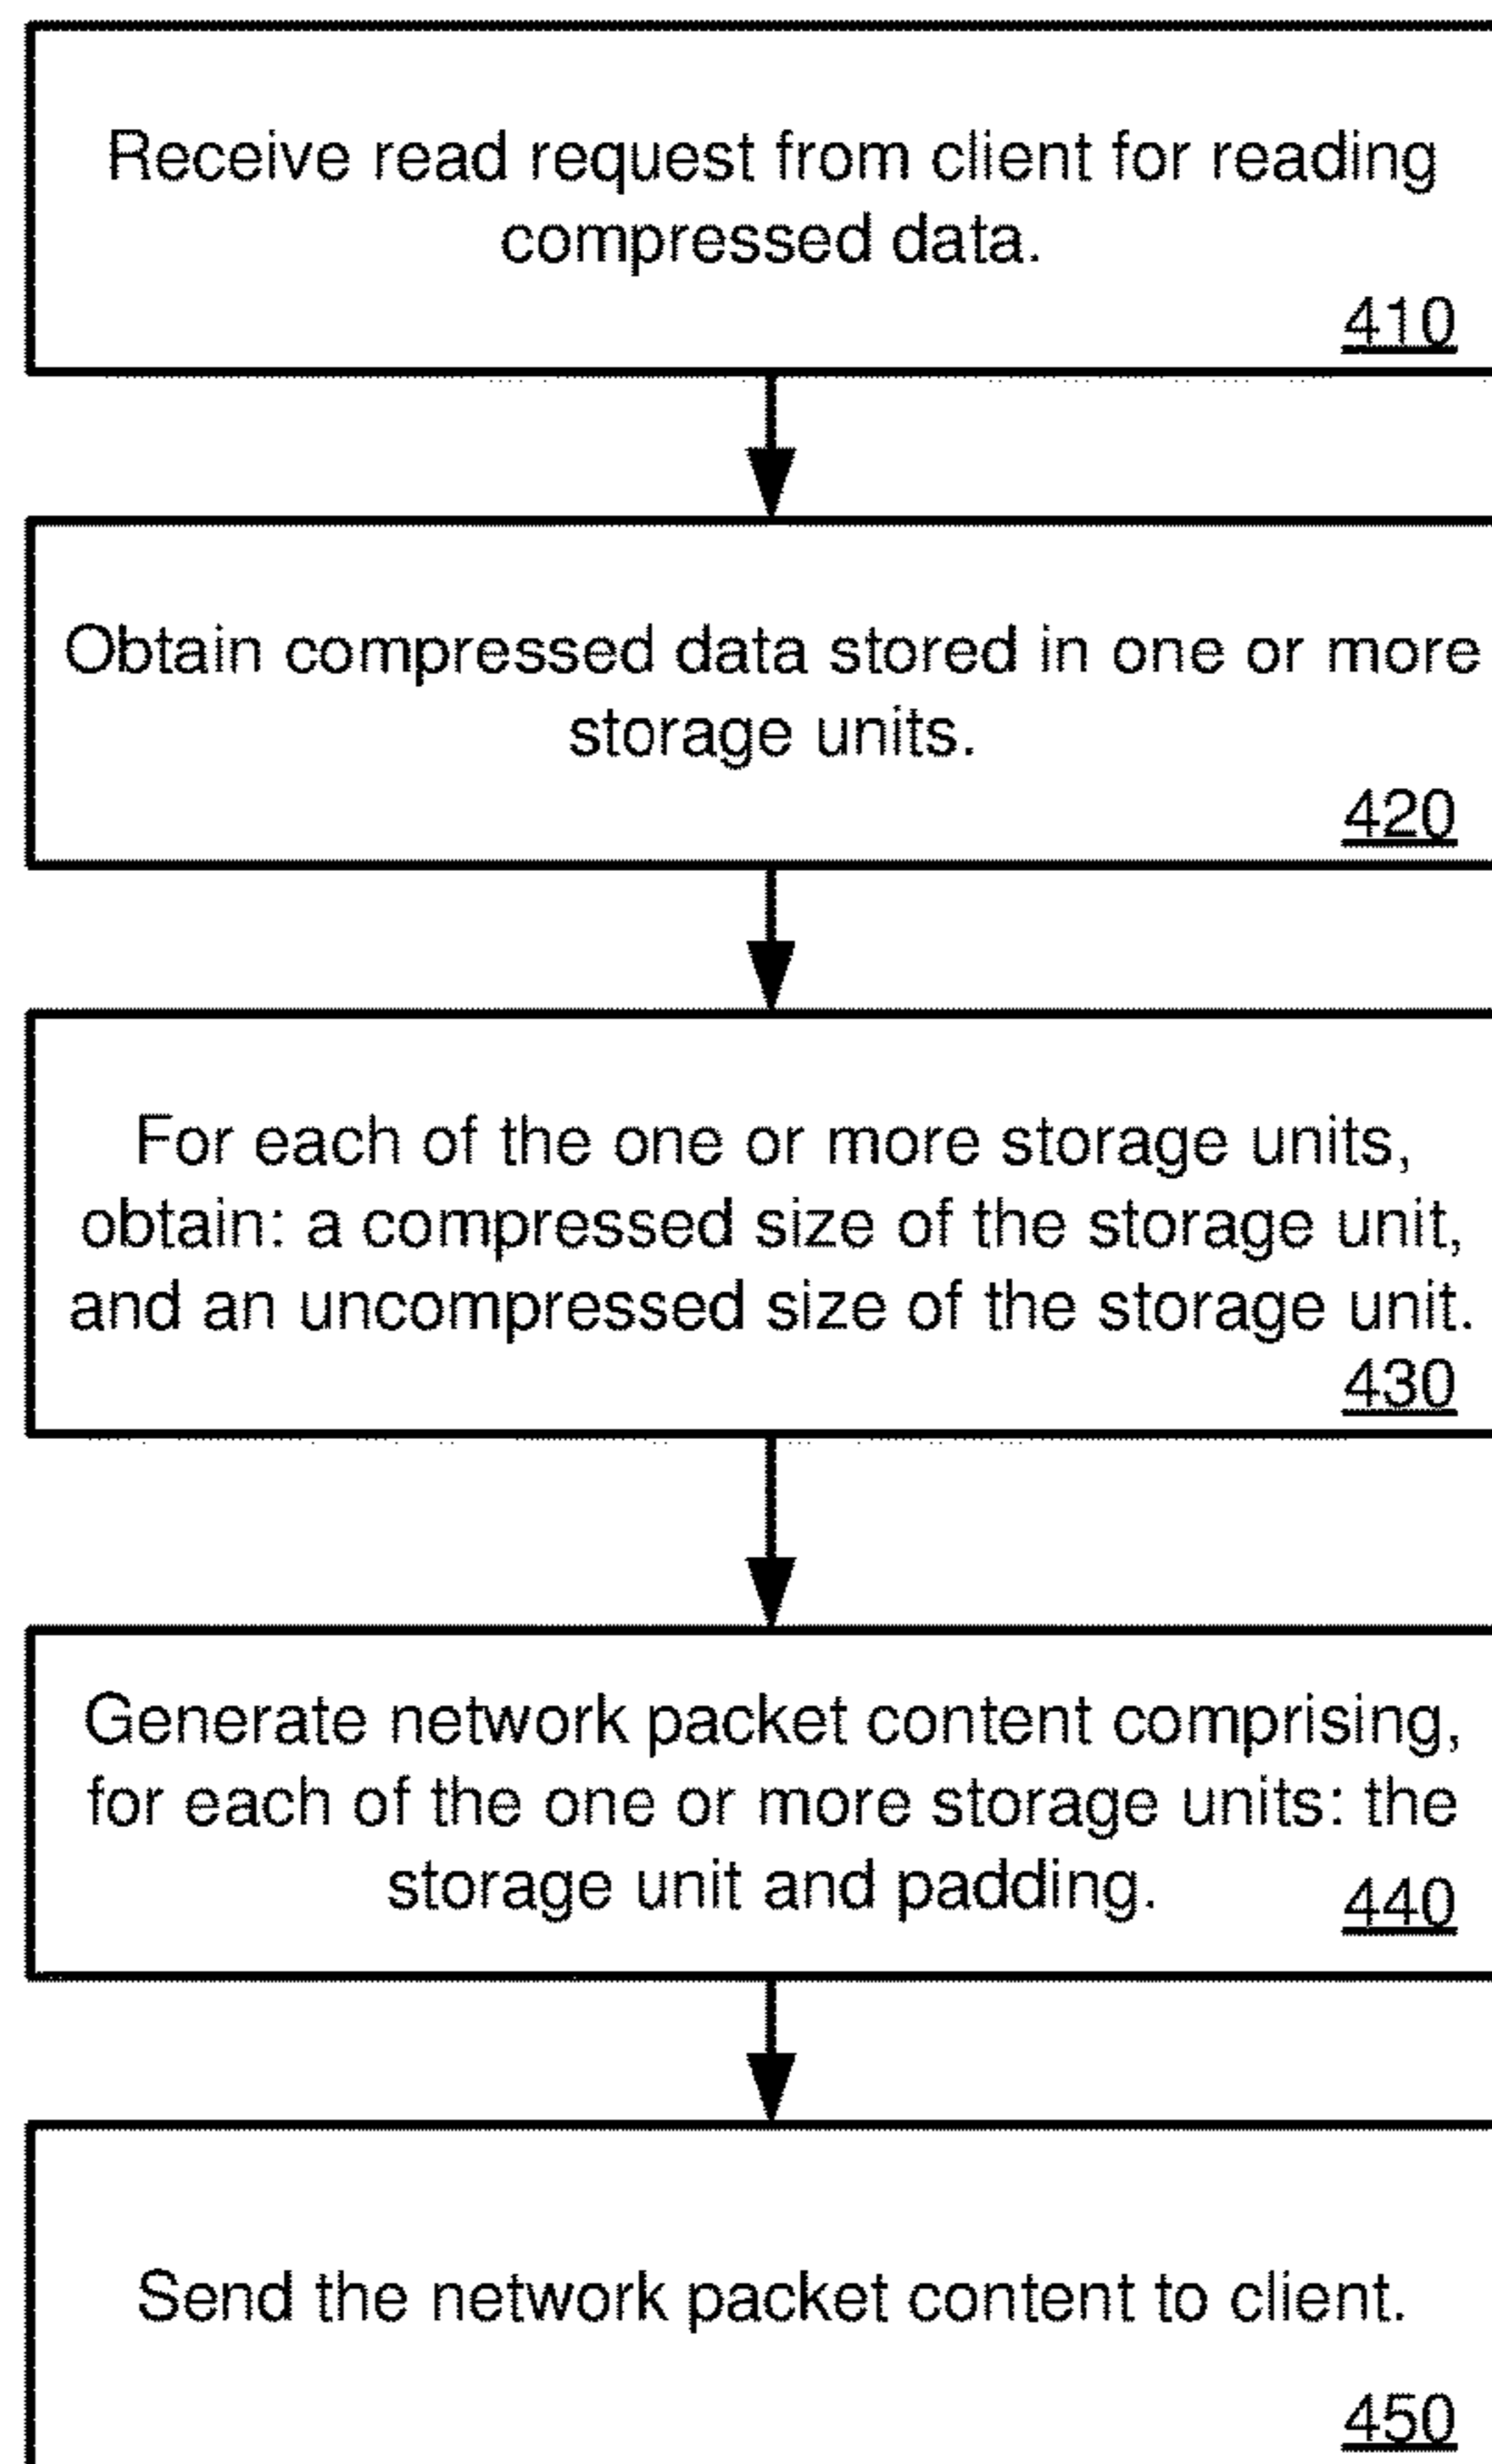 Receive read request from client for reading
compressed data.
410
Obtain compressed data stored in one or more
storage units.
420
For each of the one or more storage units,
obtain: a compressed size of the storage unit,
and an uncompressed size of the storage unit.
430
Generate network packet content comprising,
for each of the one or more storage units: the
storage unit and padding.
440
Send the network packet content to client.
450